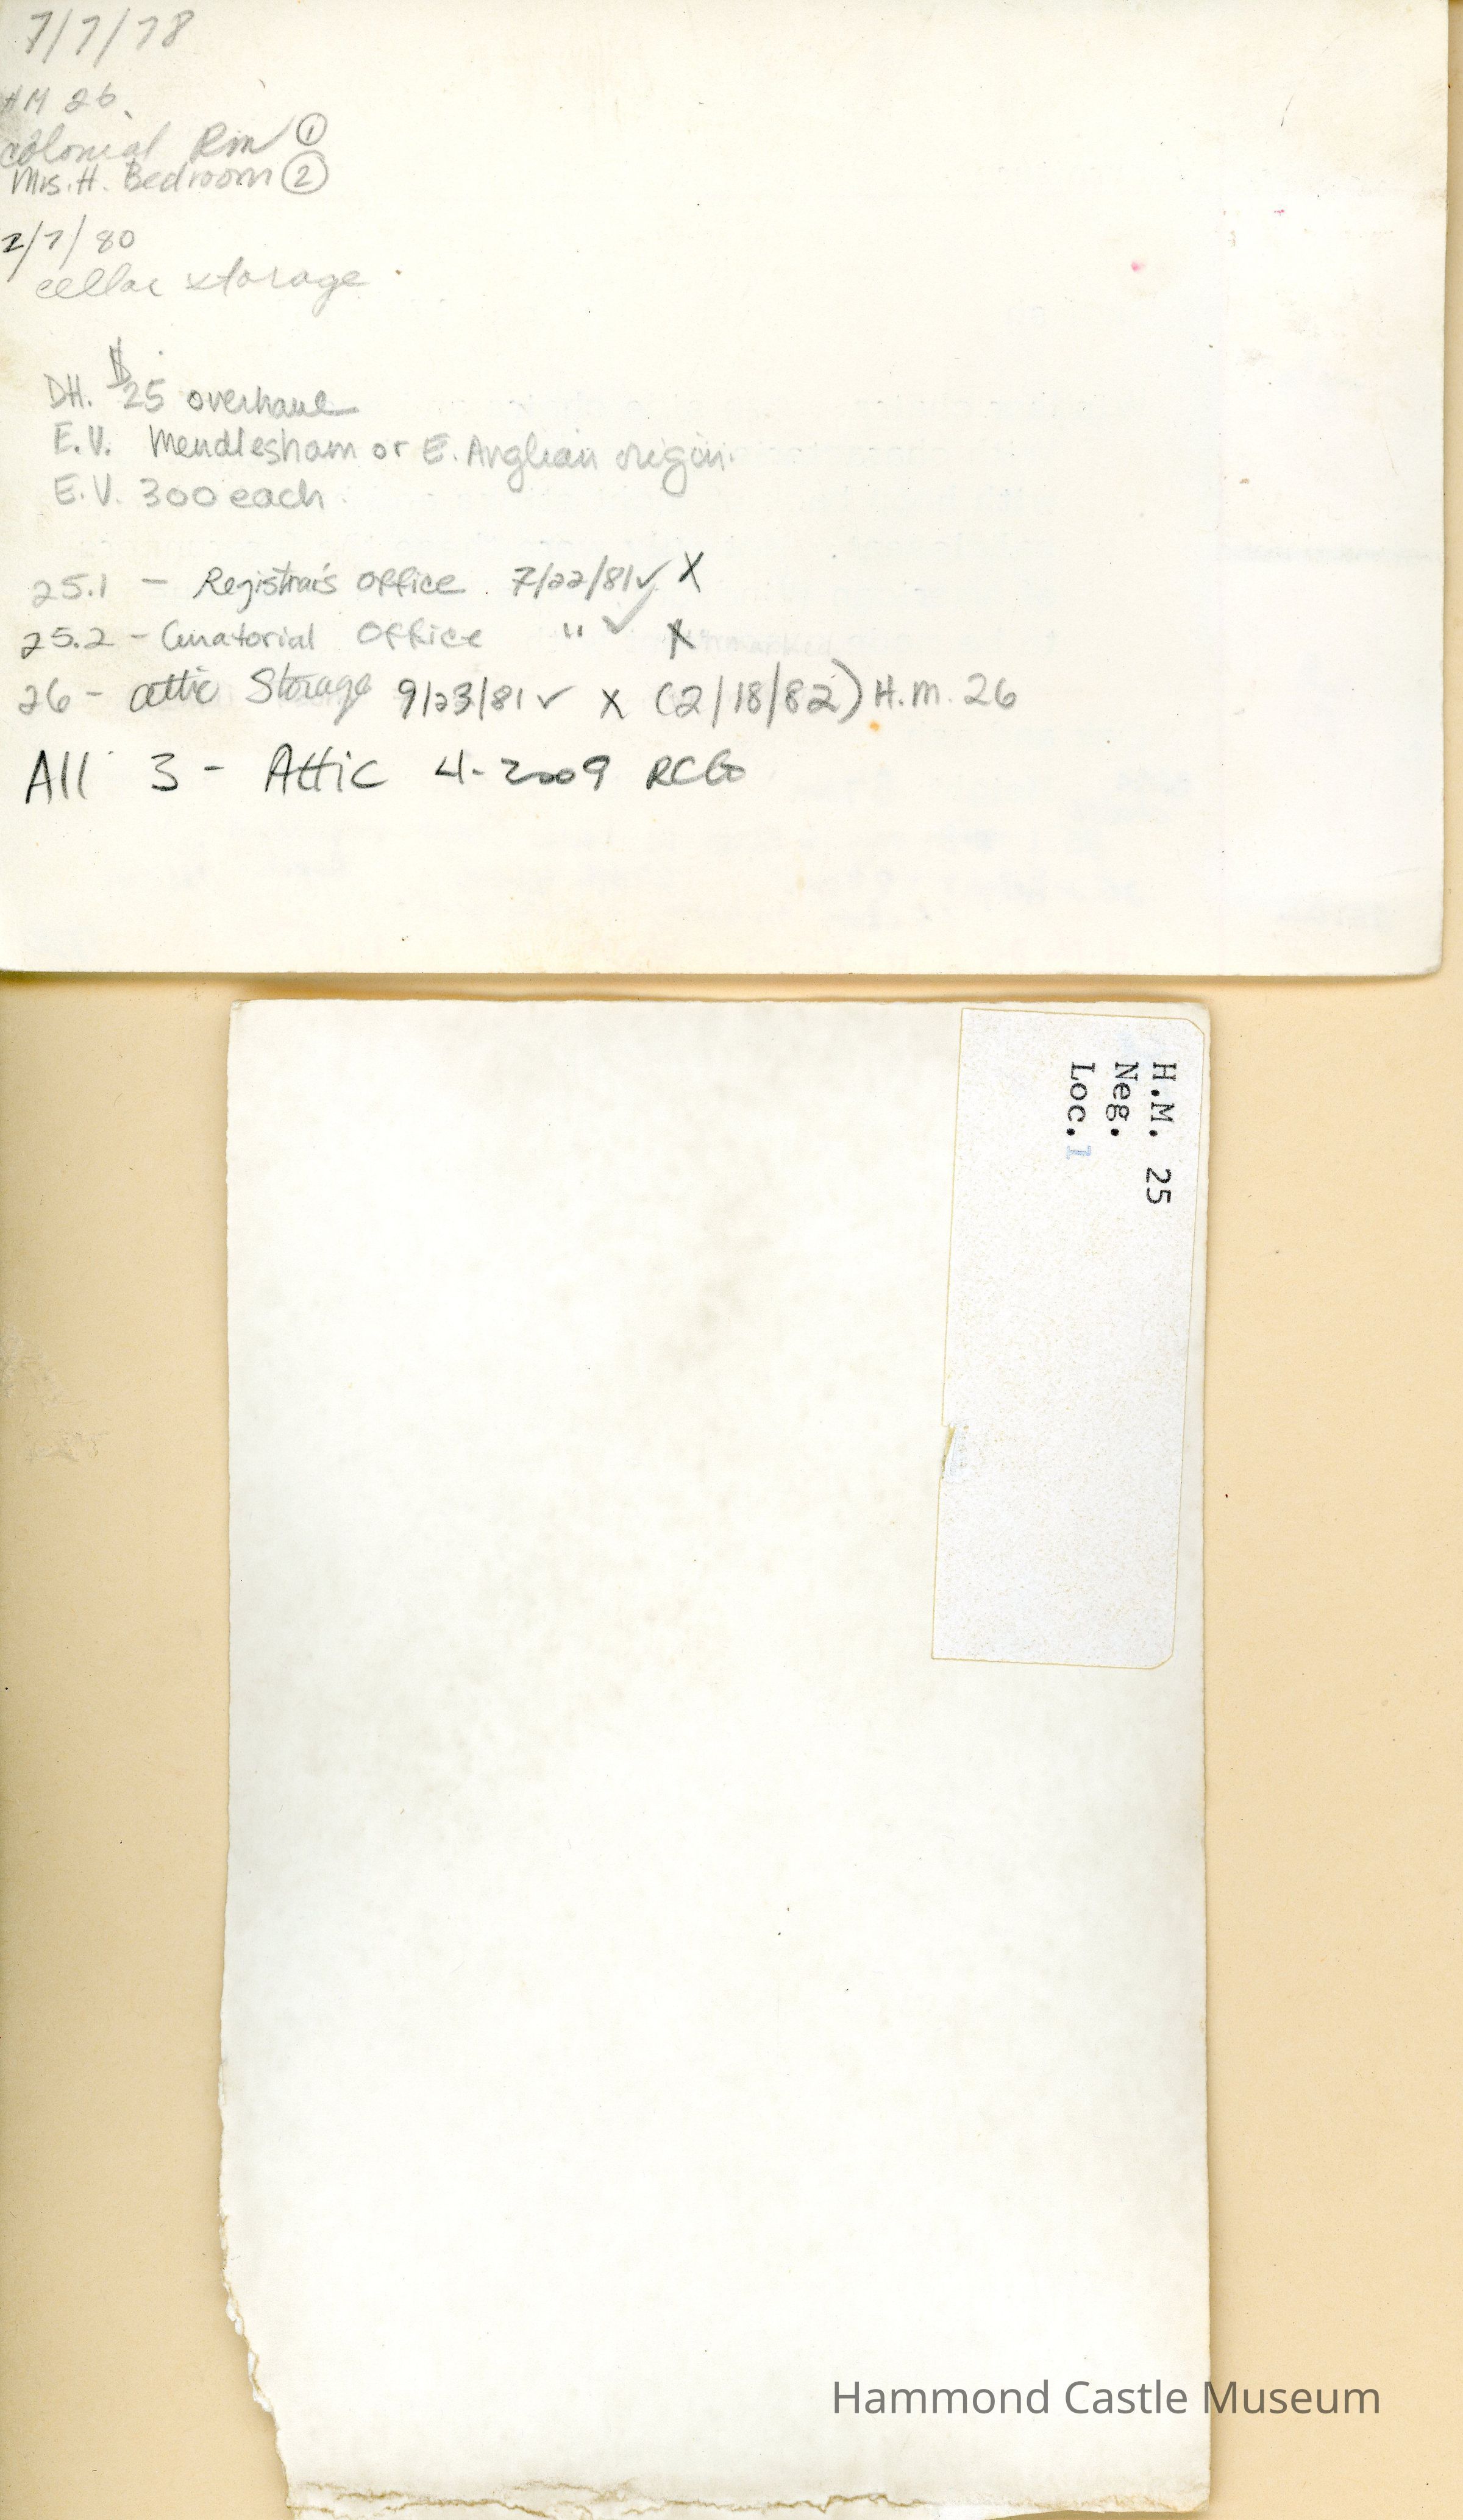 7/7/78
HM 26
Colonial Rm ①
Mrs. H. Bedroom ②
2/7/80
cellar storage
DH. $25 overhaul
E.V. Mendlesham or E. Anglian origin.
E.V. 300 each
25.1 - Registrar's Office 7/22/81 ✓ X
25.2 - Curatorial Office " ✓ X
26 - attic Storage 9/23/81 ✓ X (2/18/82) H.M. 26
All 3 - Attic 4-2009 RCG
H.M. 25
Neg.
Loc. 1
Hammond Castle Museum